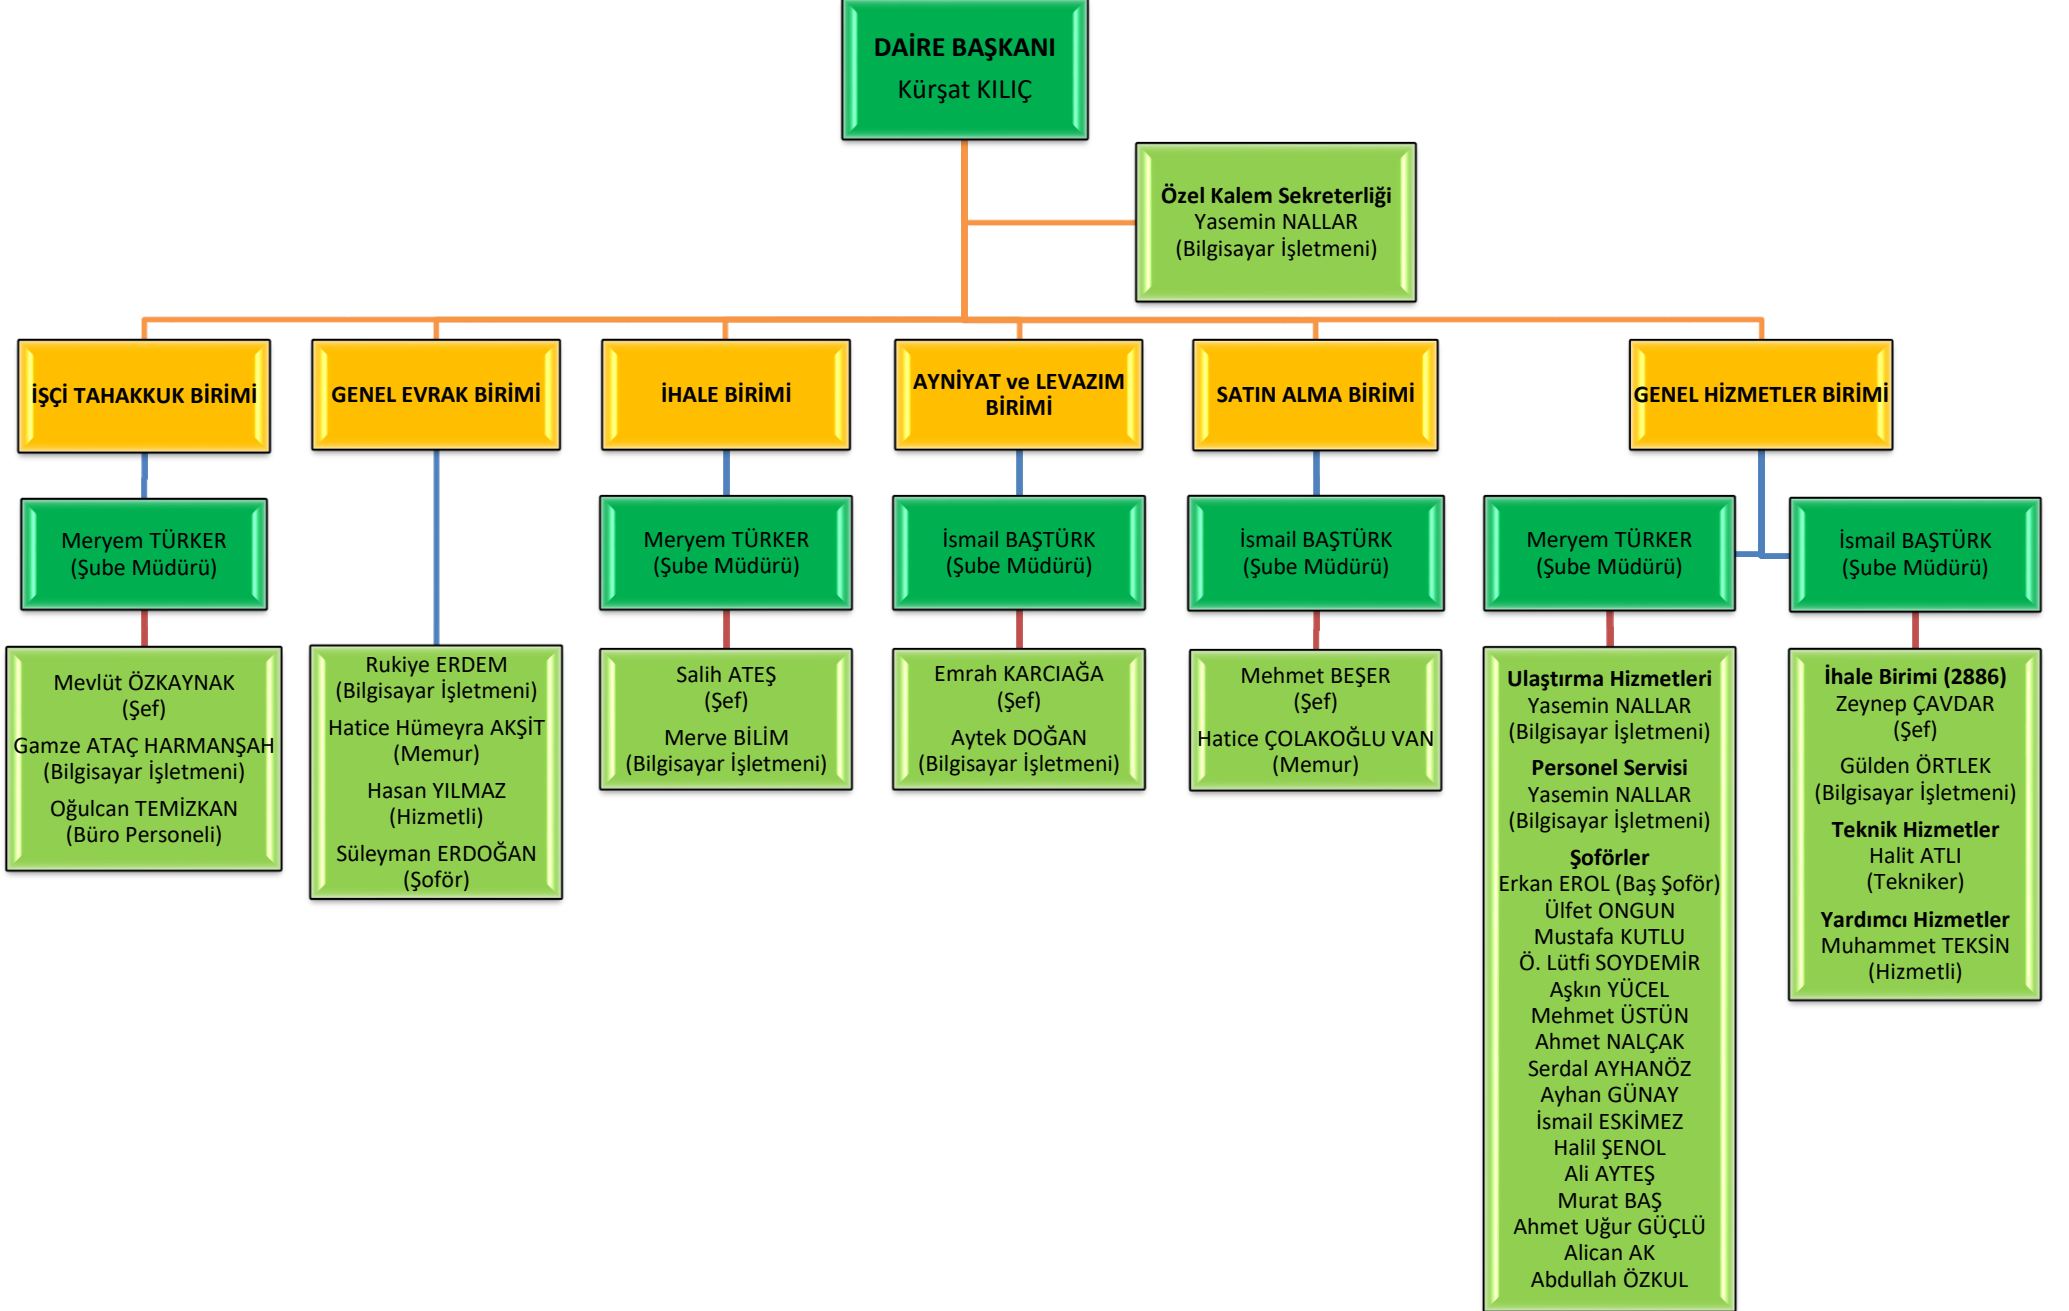 DAİRE BAŞKANI
Kürşat KILIÇ
Özel Kalem Sekreterliği
Yasemin NALLAR
(Bilgisayar İşletmeni)
İŞÇİ TAHAKKUK BİRİMİ
GENEL EVRAK BİRİMİ
İHALE BİRİMİ
AYNİYAT ve LEVAZIM
BİRİMİ
SATIN ALMA BİRİMİ
GENEL HİZMETLER BİRİMİ
Meryem TÜRKER
(Şube Müdürü)
Meryem TÜRKER
(Şube Müdürü)
İsmail BAŞTÜRK
(Şube Müdürü)
İsmail BAŞTÜRK
(Şube Müdürü)
Meryem TÜRKER
(Şube Müdürü)
İsmail BAŞTÜRK
(Şube Müdürü)
Mevlüt ÖZKAYNAK
(Şef)
Gamze ATAÇ HARMANŞAH
(Bilgisayar İşletmeni)
Oğulcan TEMİZKAN
(Büro Personeli)
Rukiye ERDEM
(Bilgisayar İşletmeni)
Hatice Hümeyra AKŞİT
(Memur)
Hasan YILMAZ
(Hizmetli)
Süleyman ERDOĞAN
(Şoför)
Salih ATEŞ
(Şef)
Merve BİLİM
(Bilgisayar İşletmeni)
Emrah KARCIAĞA
(Şef)
Aytek DOĞAN
(Bilgisayar İşletmeni)
Mehmet BEŞER
(Şef)
Hatice ÇOLAKOĞLU VAN
(Memur)
Ulaştırma Hizmetleri
Yasemin NALLAR
(Bilgisayar İşletmeni)
Personel Servisi
Yasemin NALLAR
(Bilgisayar İşletmeni)
Şoförler
Erkan EROL (Baş Şoför)
Ülfet ONGUN
Mustafa KUTLU
Ö. Lütfi SOYDEMİR
Aşkın YÜCEL
Mehmet ÜSTÜN
Ahmet NALÇAK
Serdal AYHANÖZ
Ayhan GÜNAY
İsmail ESKİMEZ
Halil ŞENOL
Ali AYTEŞ
Murat BAŞ
Ahmet Uğur GÜÇLÜ
Alican AK
Abdullah ÖZKUL
İhale Birimi (2886)
Zeynep ÇAVDAR
(Şef)
Gülden ÖRTLEK
(Bilgisayar İşletmeni)
Teknik Hizmetler
Halit ATLI
(Tekniker)
Yardımcı Hizmetler
Muhammet TEKSİN
(Hizmetli)